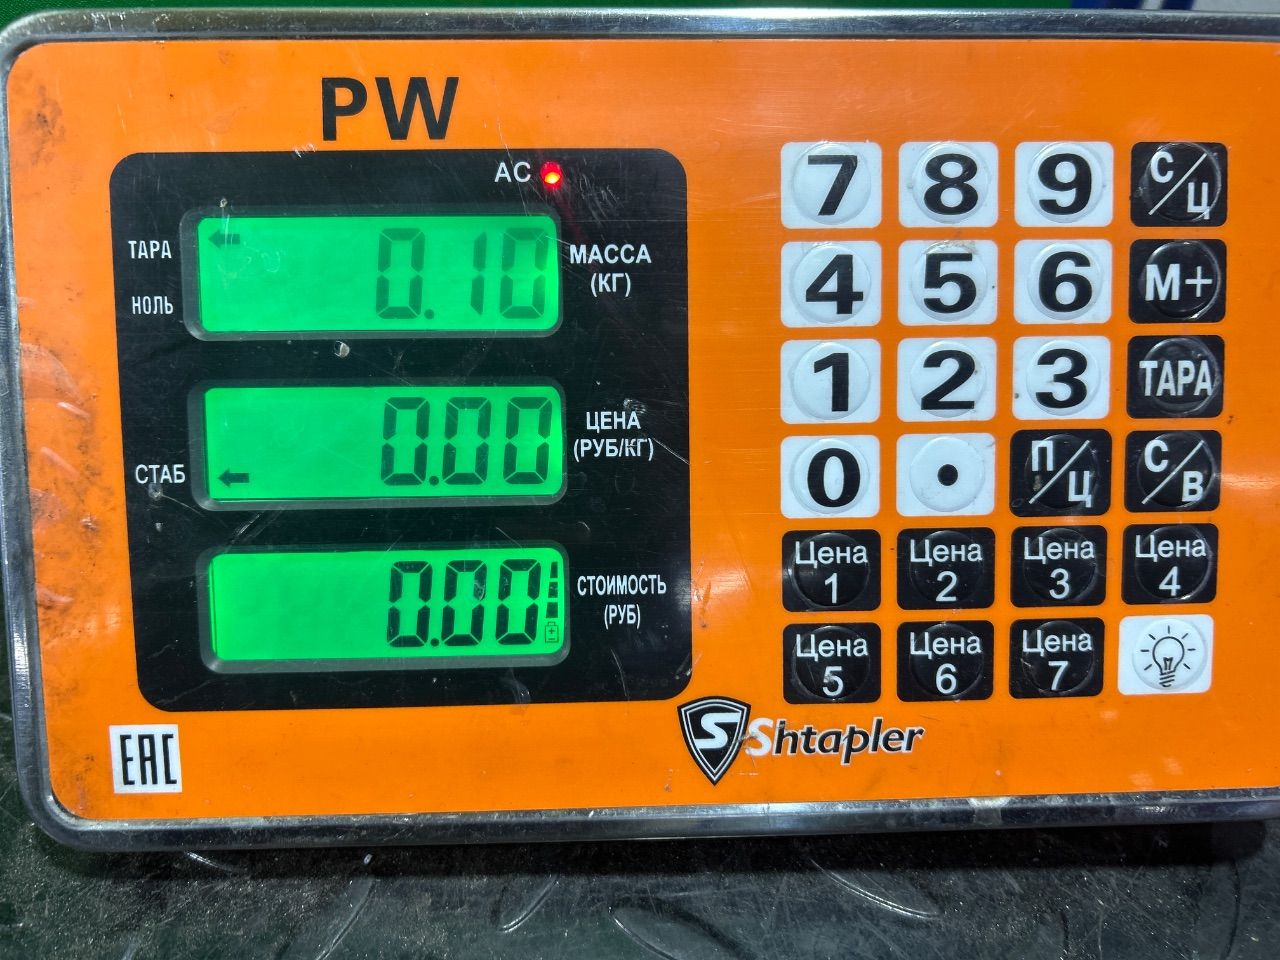 PW
AC
ТАРА
НОЛЬ
0.10
МАССА
(КГ)
СТАБ
0.00
ЦЕНА
(РУБ/КГ)
0.00
СТОИМОСТЬ
(РУБ)
7 8 9 С/Ц
4 5 6 М+
1 2 3 ТАРА
0 . П/Ц С/В
Цена 1 Цена 2 Цена 3 Цена 4
Цена 5 Цена 6 Цена 7
S Shtapler
EAC